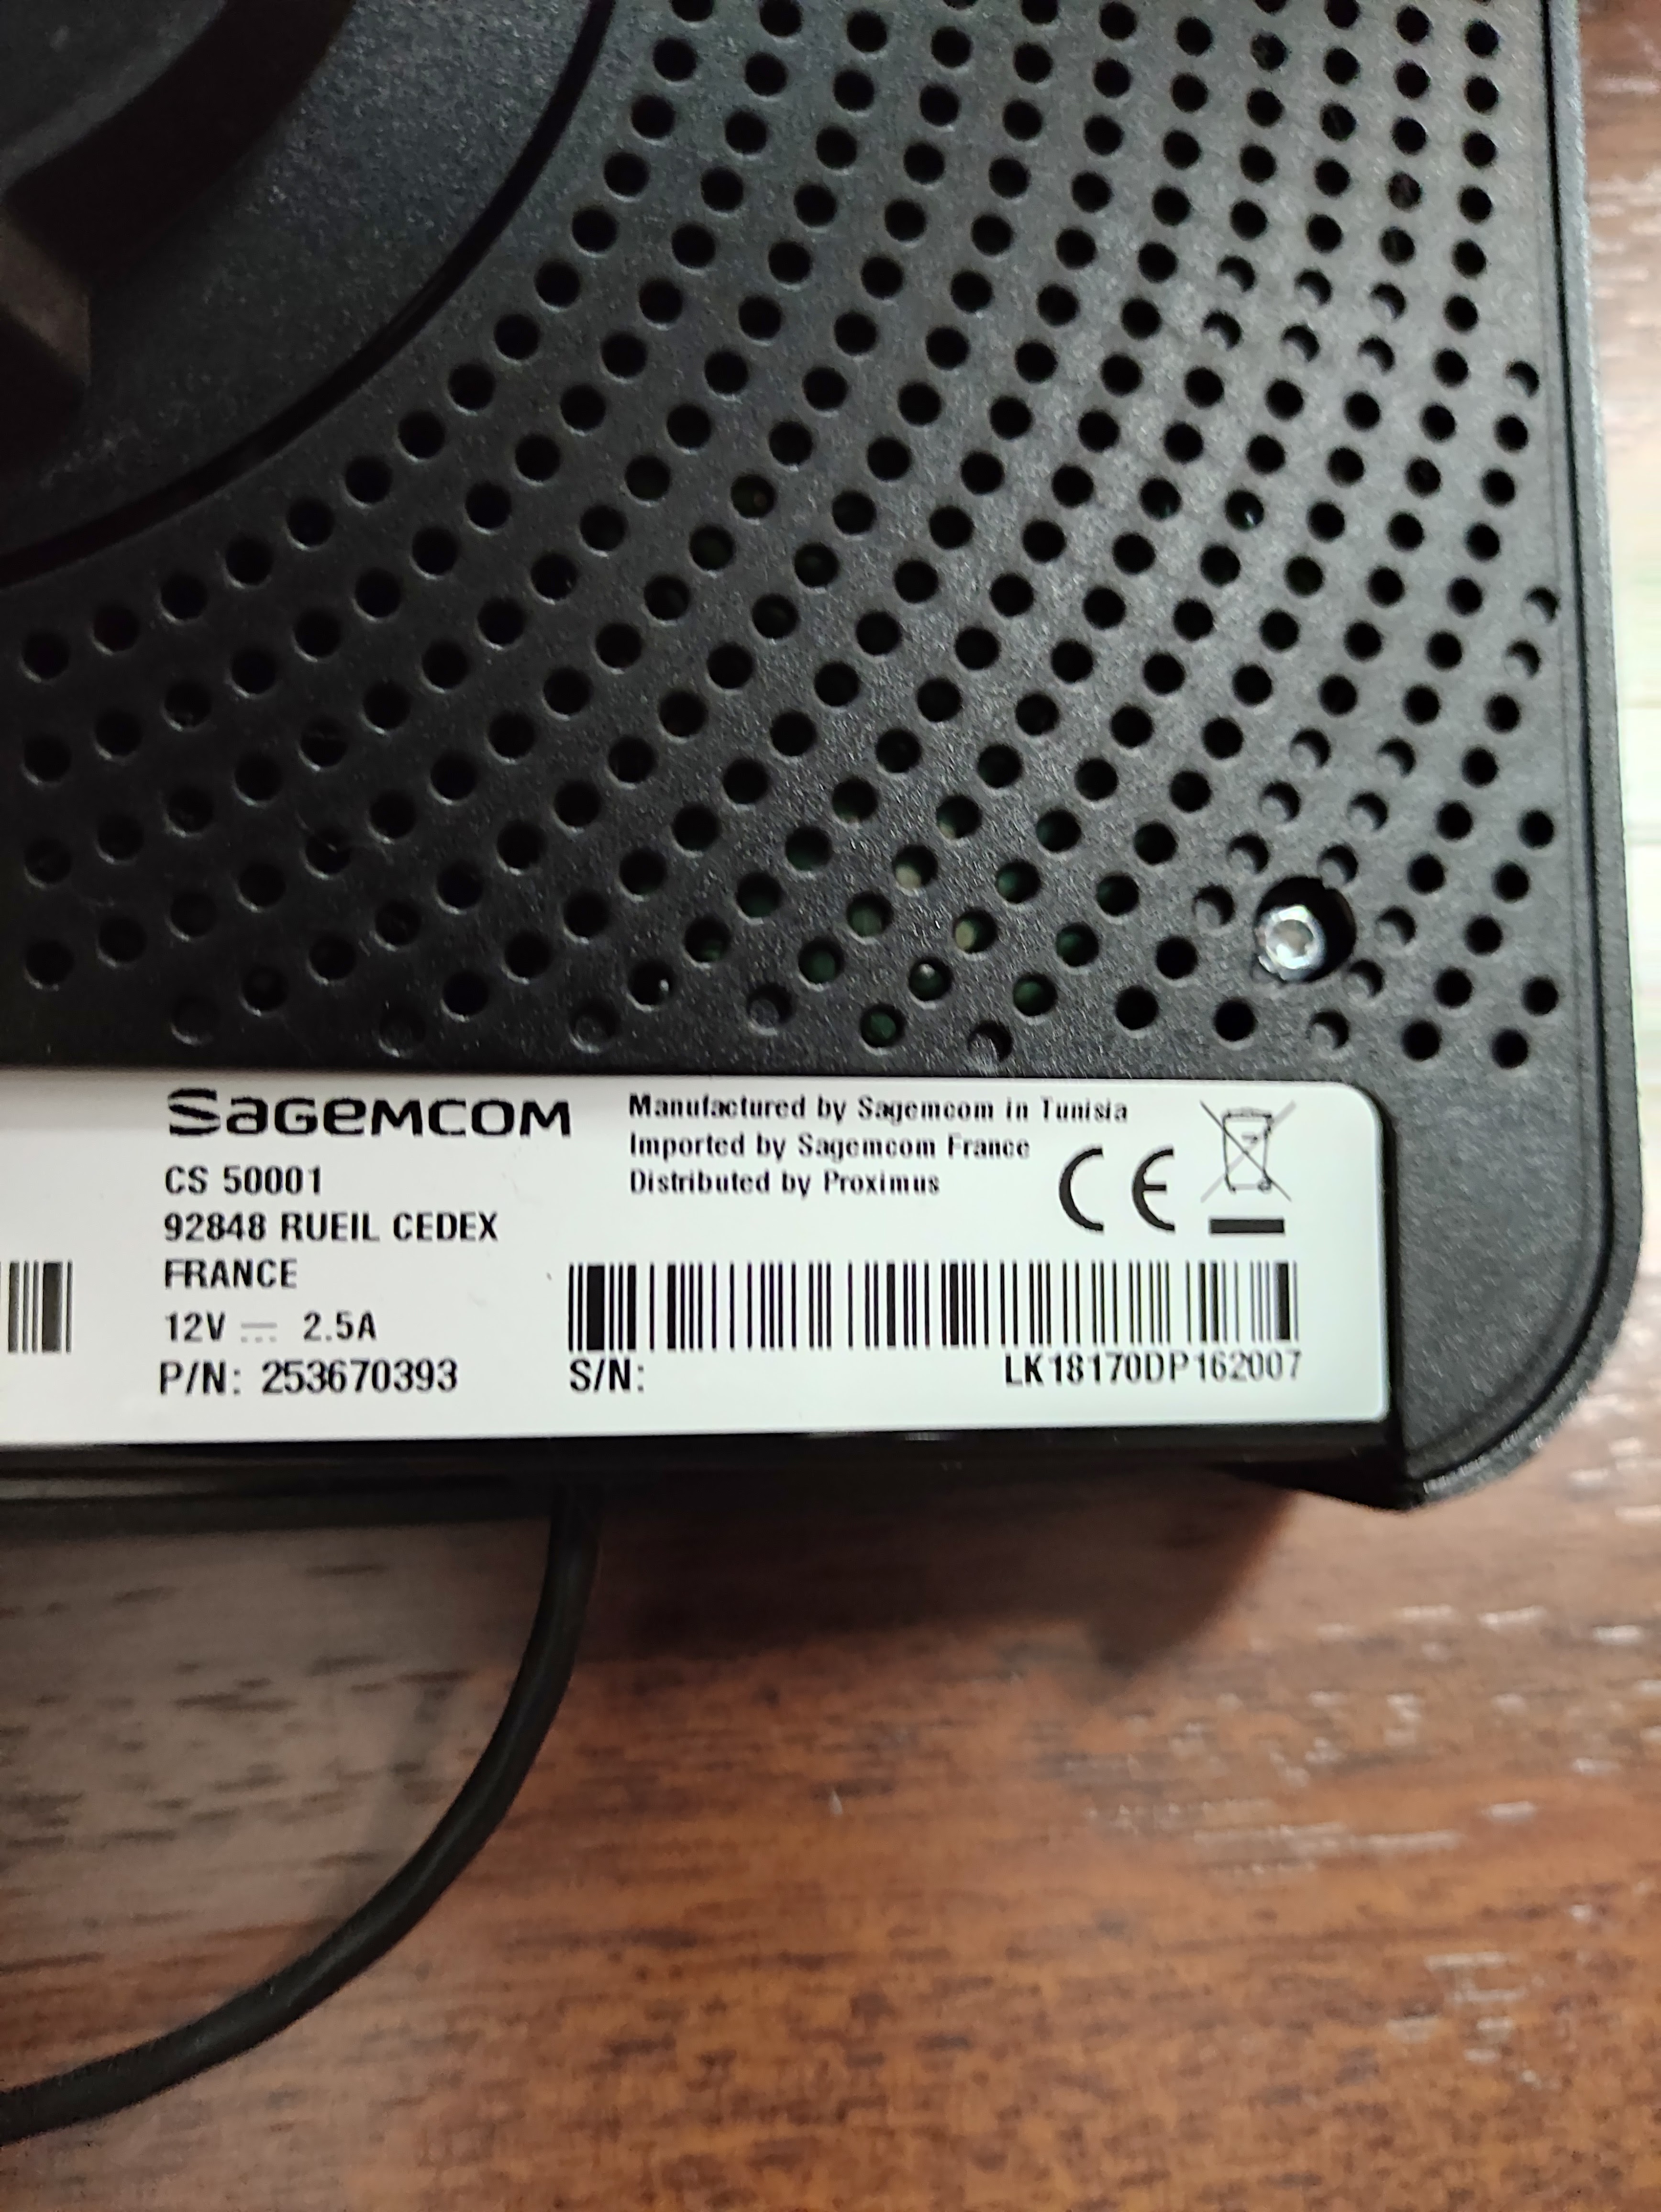 Sagemcom
CS 50001
92848 RUEIL CEDEX
FRANCE
12V ⎓ 2.5A
P/N: 253670393
Manufactured by Sagemcom in Tunisia
Imported by Sagemcom France
Distributed by Proximus
CE
S/N: LK18170DP162007